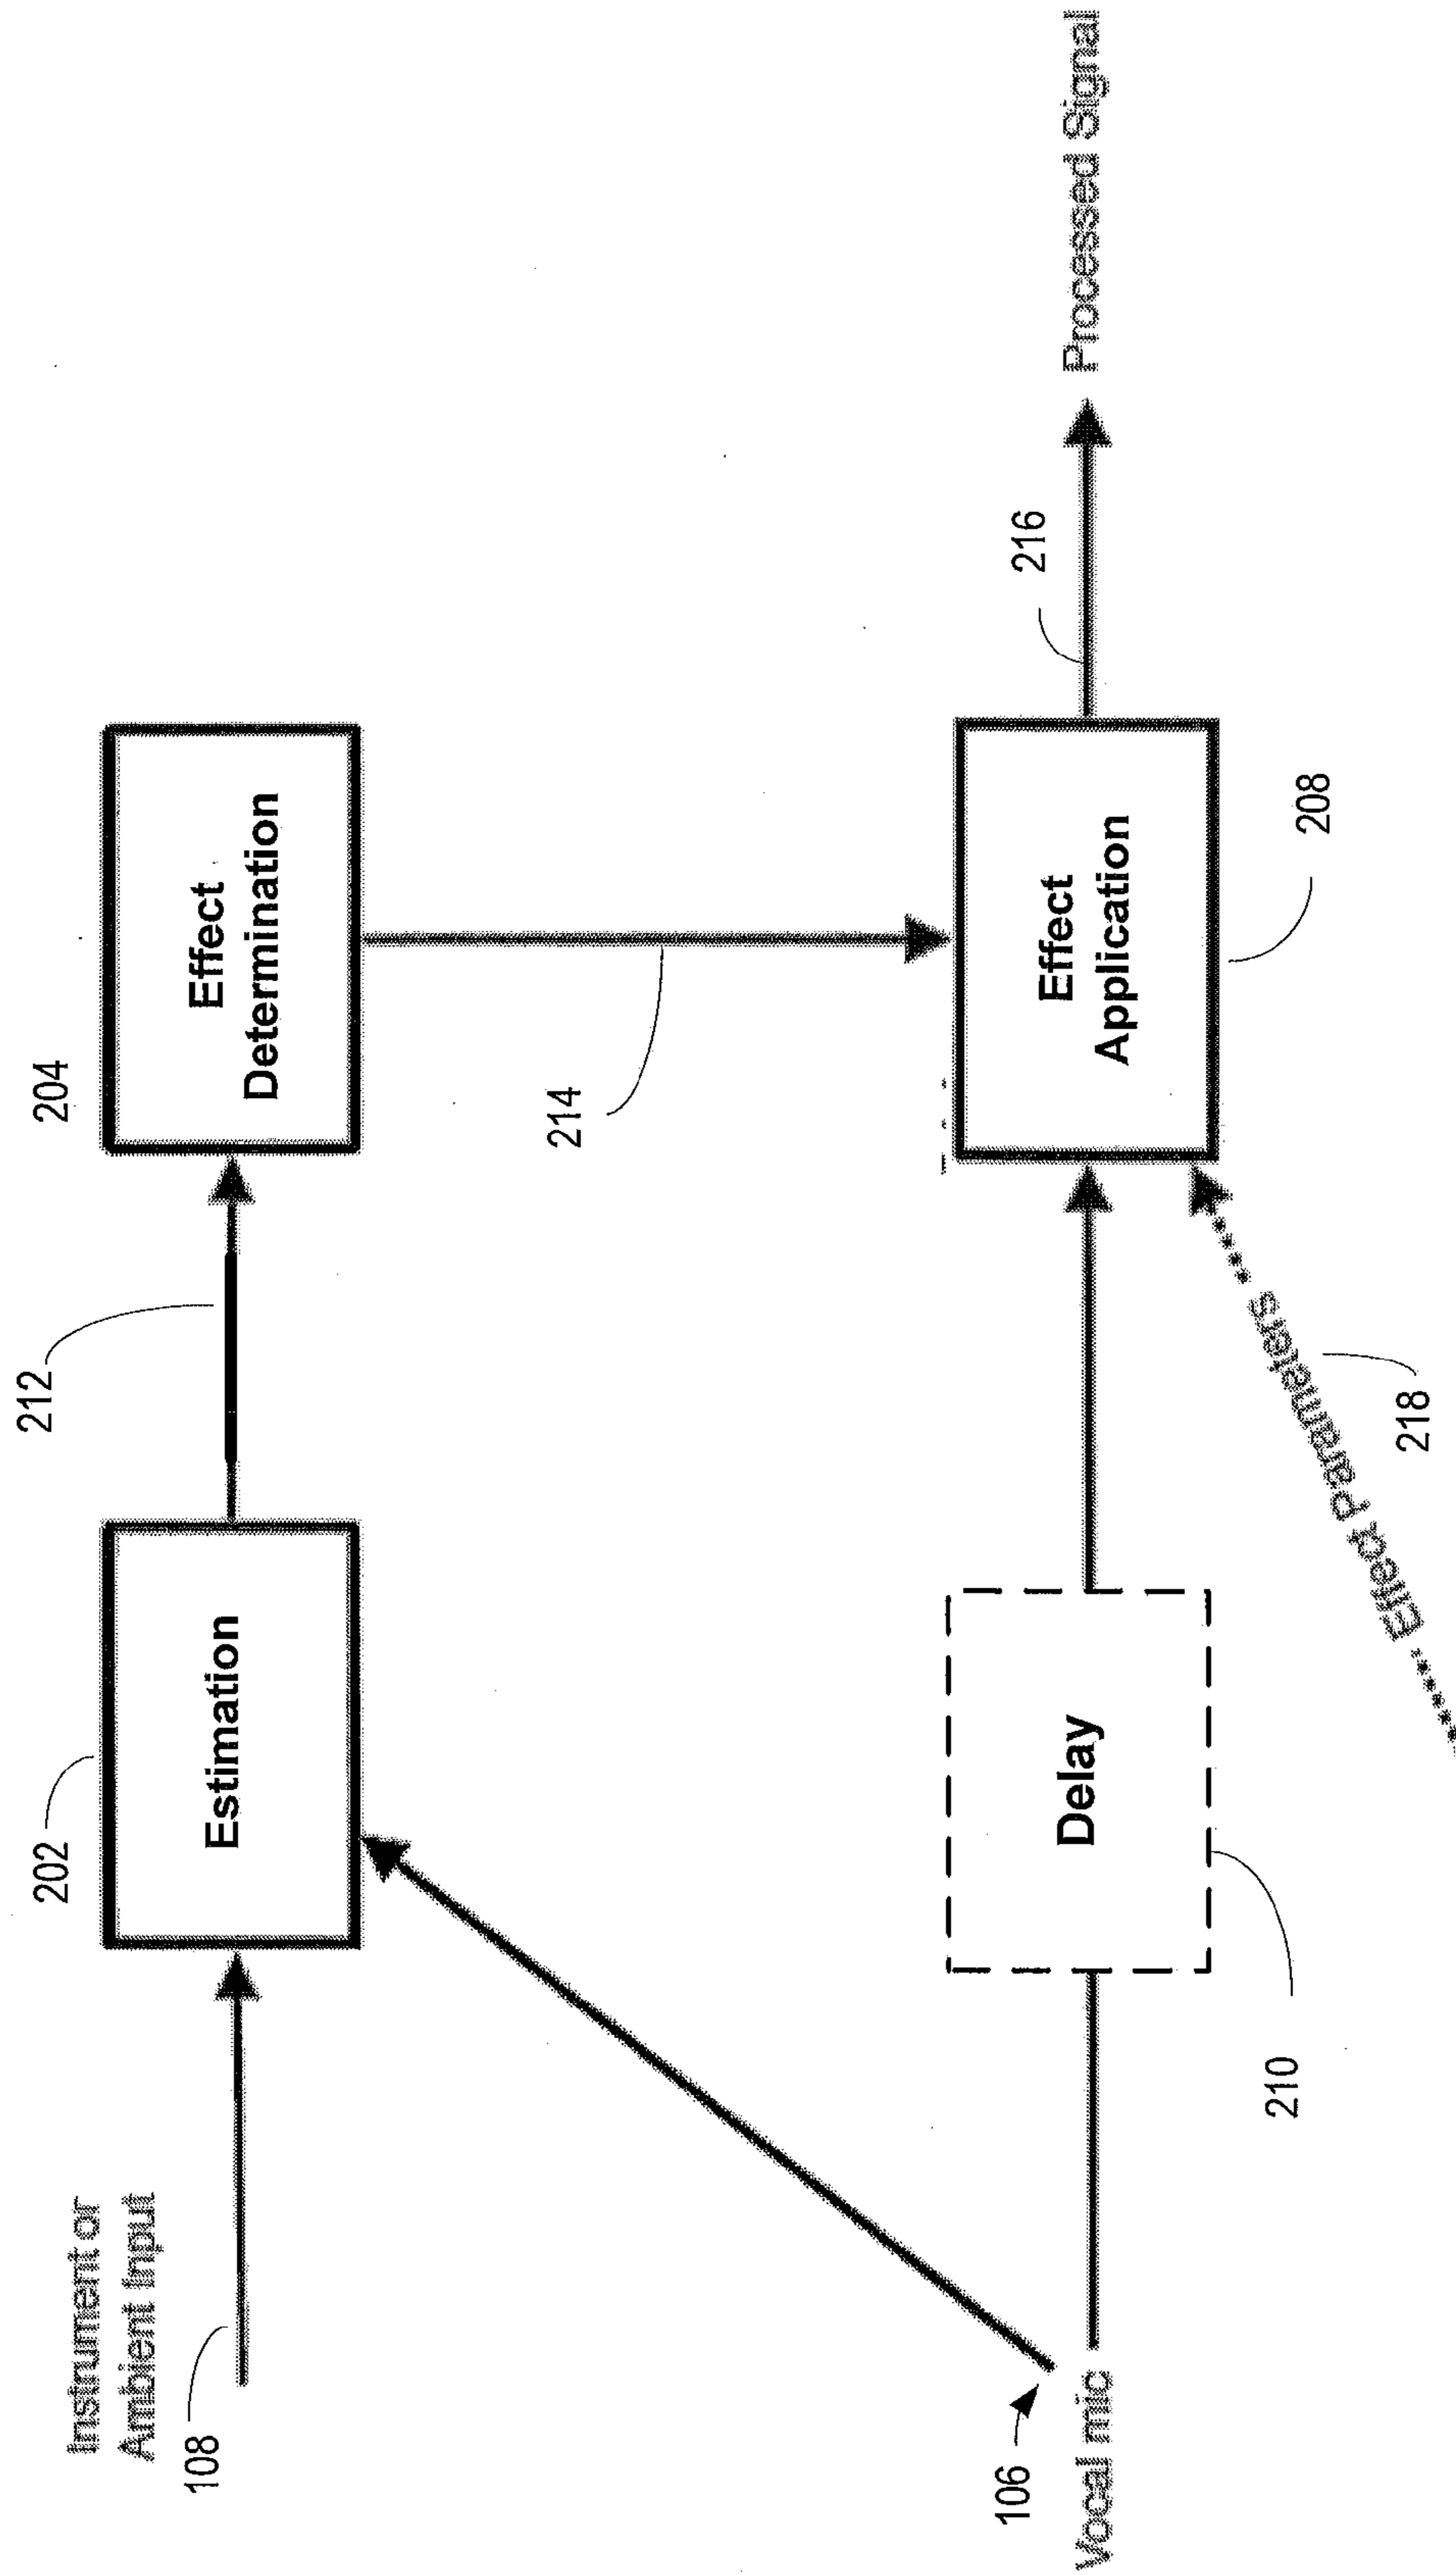 Instrument or
Ambient Input
108
202
Estimation
212
204
Effect
Determination
214
106
Vocal mic
Delay
210
Effect Parameters
218
Effect
Application
208
216
Processed Signal